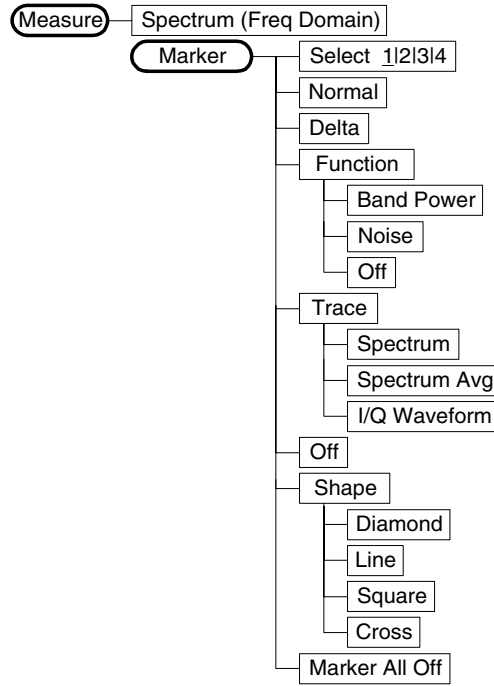 Measure Spectrum (Freq Domain)
Marker Select 1|2|3|4
Normal
Delta
Function
Band Power
Noise
Off
Trace
Spectrum
Spectrum Avg
I/Q Waveform
Off
Shape
Diamond
Line
Square
Cross
Marker All Off